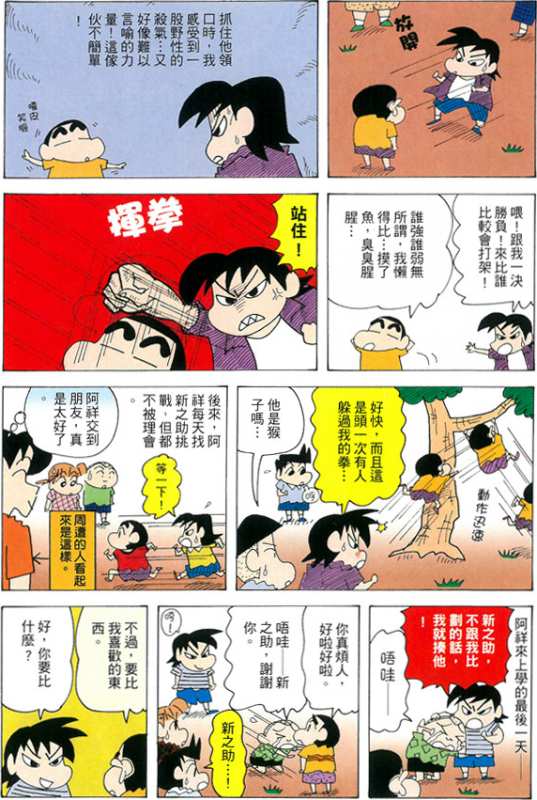 放開
抓住他領
口時，我
感受到一
股野性的
殺氣…又
好像難以
言喻的力
量！這傢
伙不簡單
！
嘻皮
笑臉
喂！跟我一決
勝負！來比誰
比較會打架！
誰強誰弱無
所謂，我懶
得比…摸了
魚，臭臭腥
腥…
站住！
揮拳
動作迅速
好快，而且這
是頭一次有人
躲過我的拳…
他是猴
子嗎…
後來，阿
祥每天找
新之助挑
戰，但都
不被理會
。
等一下！
阿祥交到
朋友，真
是太好了
。
周遭的人看起
來是這樣。
阿祥來上學的最後一天——
新之助，
不跟我比
劃的話，
我就揍他
！
唔哇——
你真煩人，
好啦好啦。
唔哇——新
之助，謝謝
你。
新之助…！
不過，要比
我喜歡的東
西。
好，你要比
什麼？